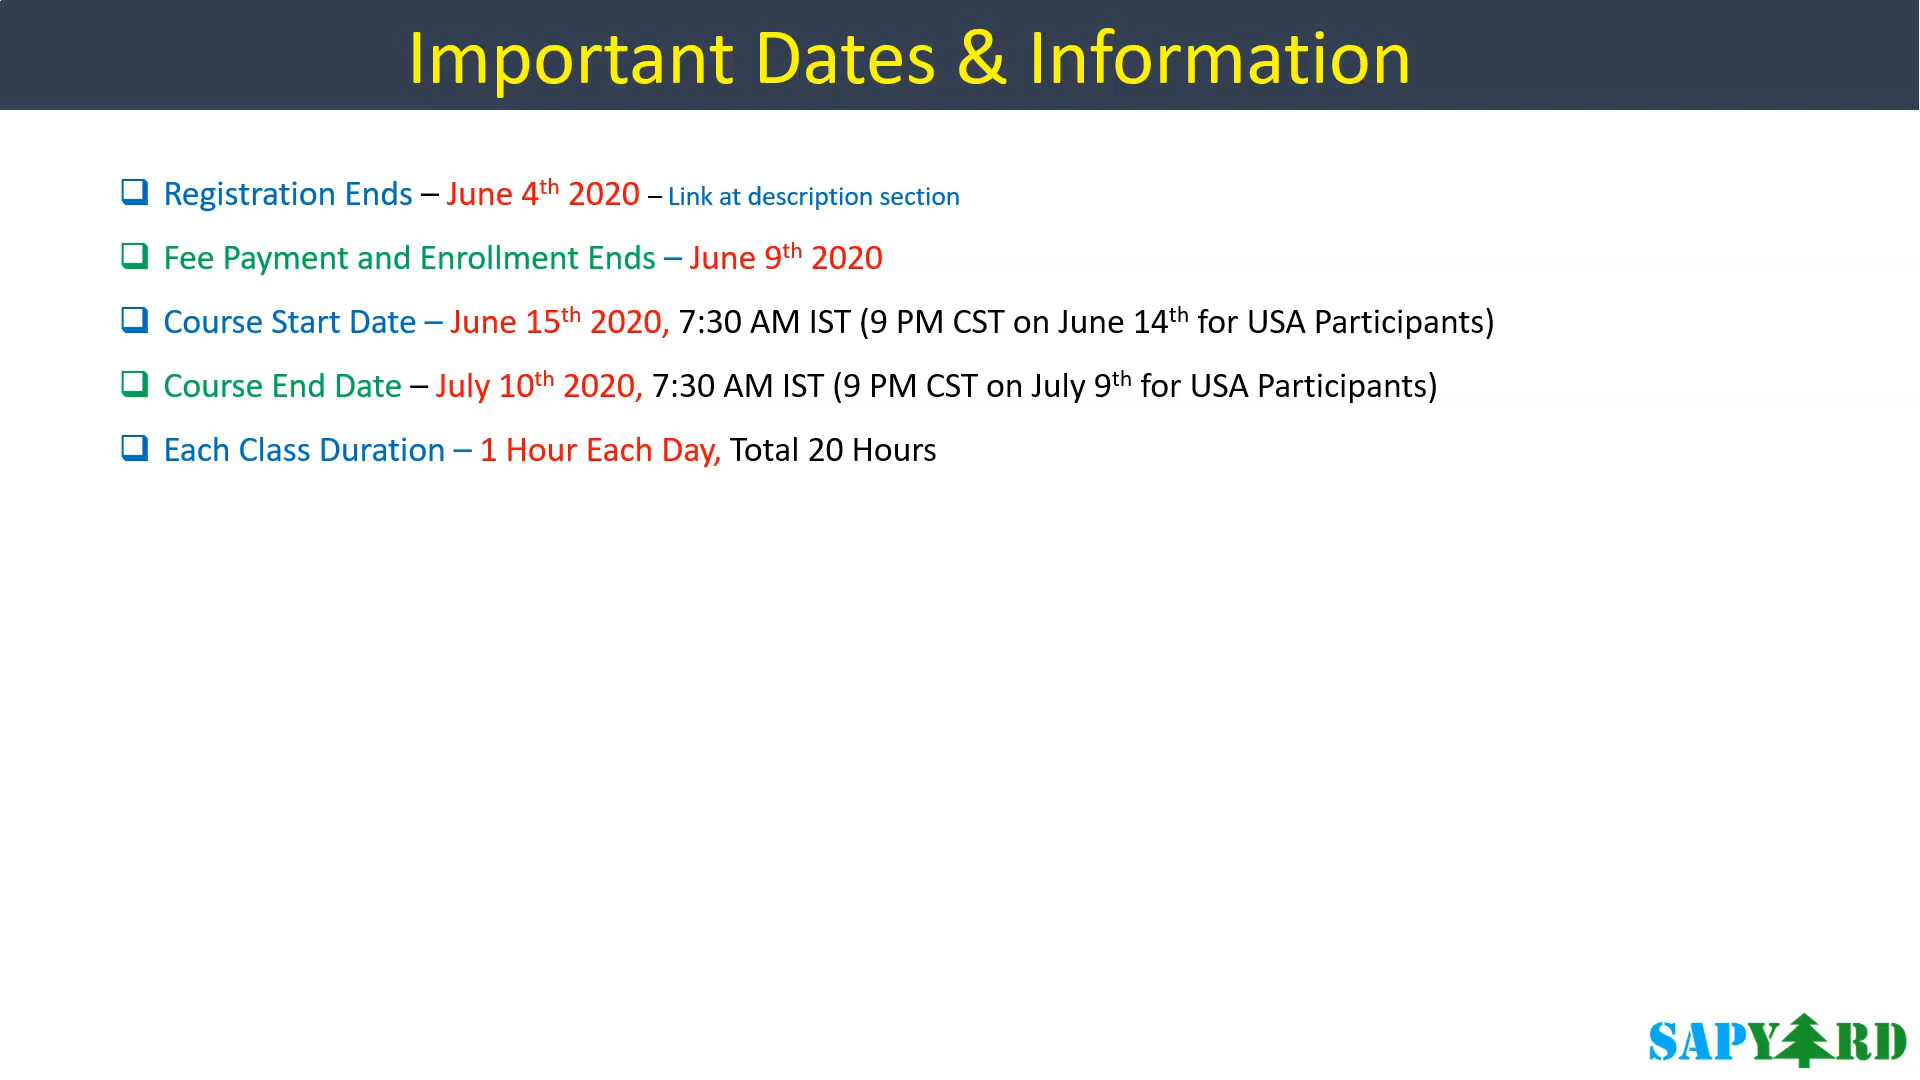 Important Dates & Information
Registration Ends – June 4th 2020 – Link at description section
Fee Payment and Enrollment Ends – June 9th 2020
Course Start Date – June 15th 2020, 7:30 AM IST (9 PM CST on June 14th for USA Participants)
Course End Date – July 10th 2020, 7:30 AM IST (9 PM CST on July 9th for USA Participants)
Each Class Duration – 1 Hour Each Day, Total 20 Hours
SAPYARD